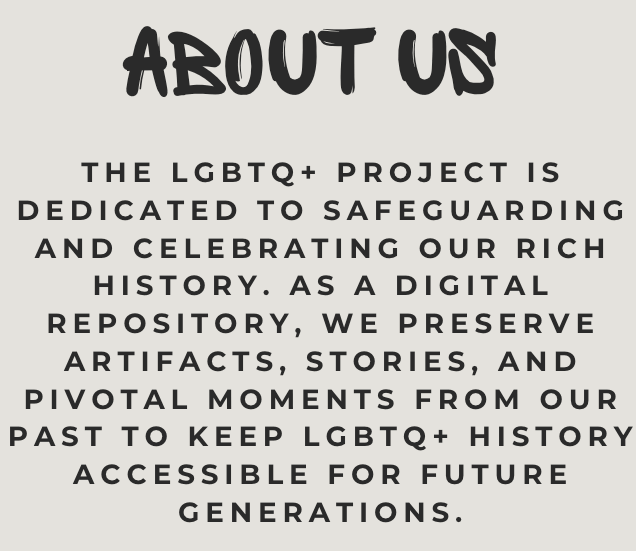 ABOUT US
THE LGBTQ+ PROJECT IS
DEDICATED TO SAFEGUARDING
AND CELEBRATING OUR RICH
HISTORY. AS A DIGITAL
REPOSITORY, WE PRESERVE
ARTIFACTS, STORIES, AND
PIVOTAL MOMENTS FROM OUR
PAST TO KEEP LGBTQ+ HISTORY
ACCESSIBLE FOR FUTURE
GENERATIONS.